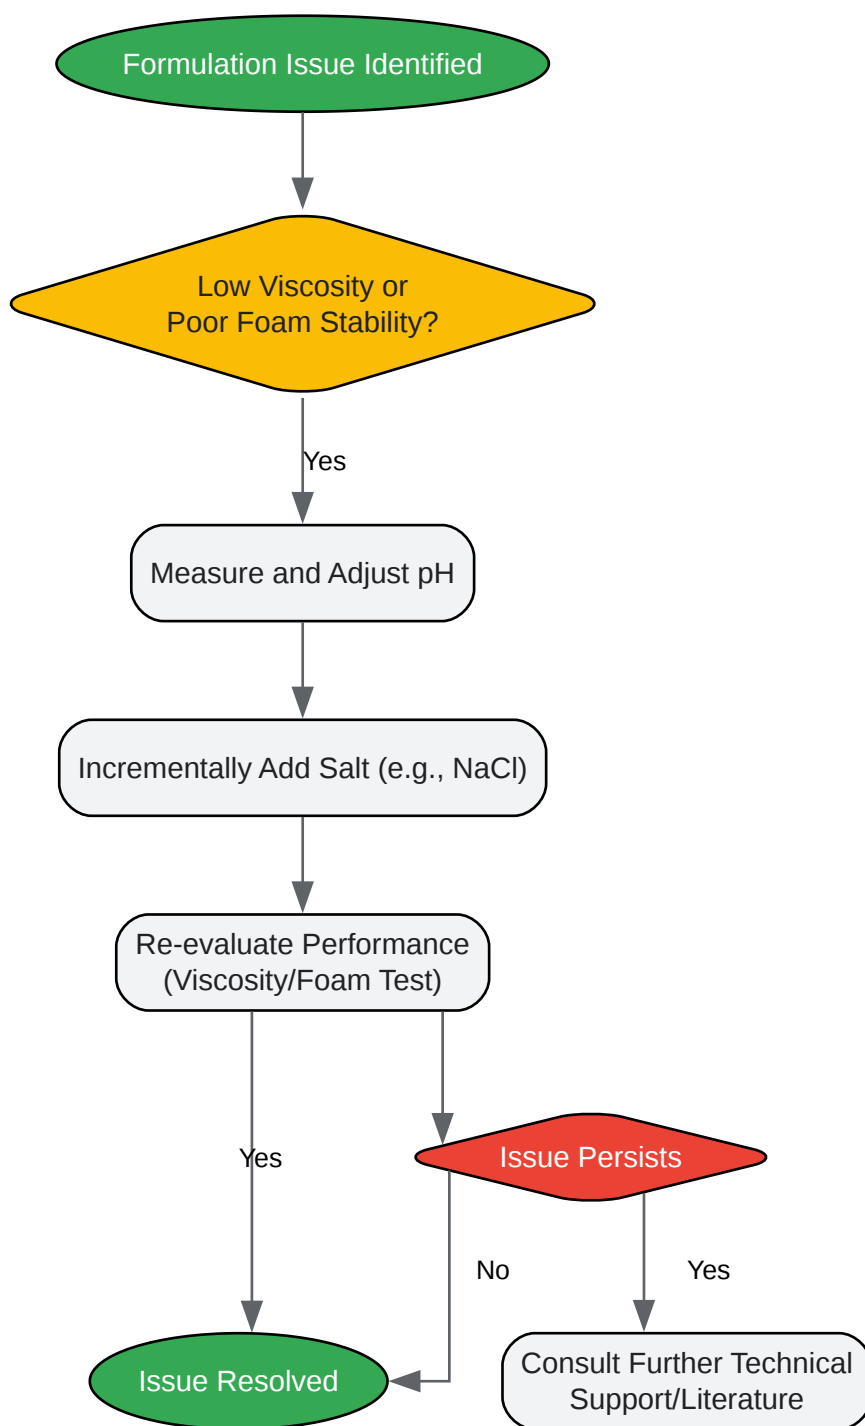 Formulation Issue Identified
Low Viscosity or
Poor Foam Stability?
Yes
Measure and Adjust pH
Incrementally Add Salt (e.g., NaCl)
Re-evaluate Performance
(Viscosity/Foam Test)
Yes
Issue Persists
No
Yes
Issue Resolved
Consult Further Technical
Support/Literature